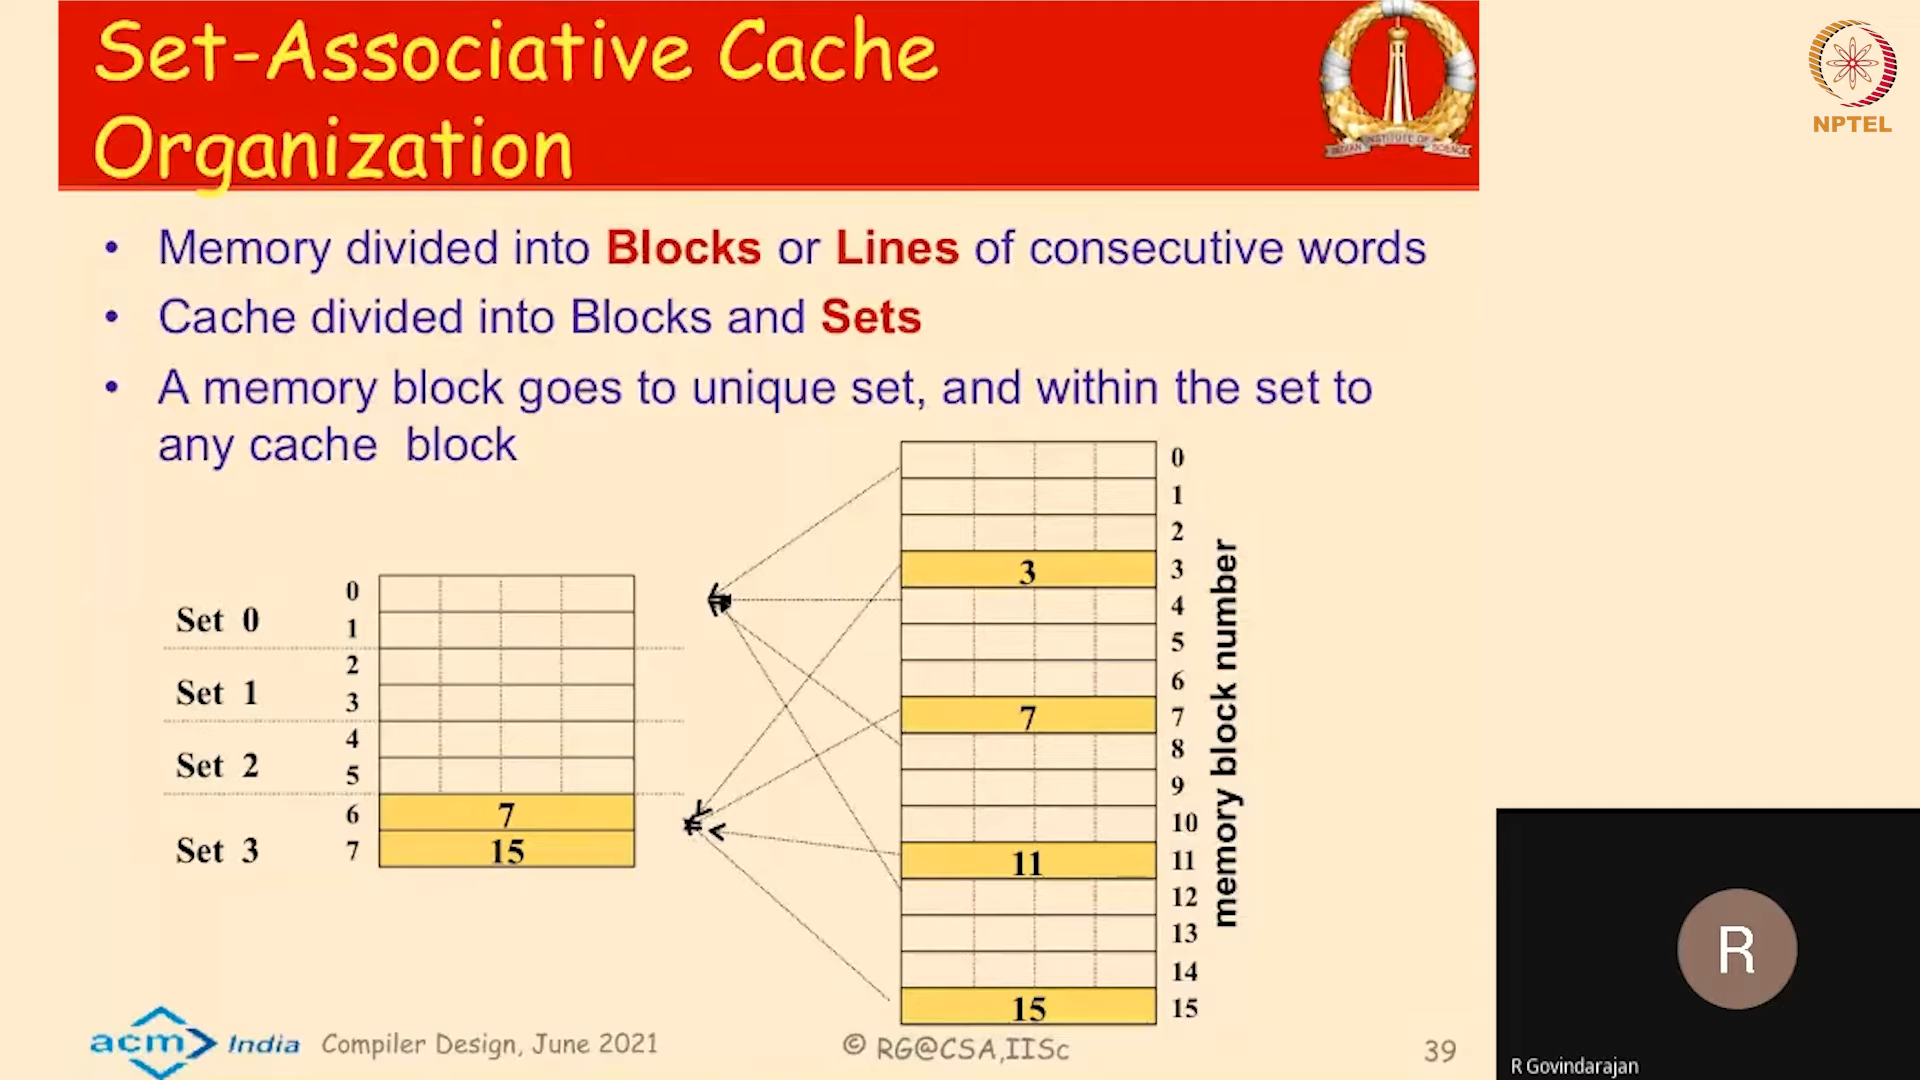 Set-Associative Cache
Organization
INDIAN INSTITUTE OF SCIENCE
NPTEL
• Memory divided into Blocks or Lines of consecutive words
• Cache divided into Blocks and Sets
• A memory block goes to unique set, and within the set to
any cache block
Set 0
Set 1
Set 2
Set 3
0
1
2
3
4
5
6
7
7
15
3
7
11
15
0
1
2
3
4
5
6
7
8
9
10
11
12
13
14
15
memory block number
acm India
Compiler Design, June 2021
© RG@CSA,IISc
39
R
R Govindarajan